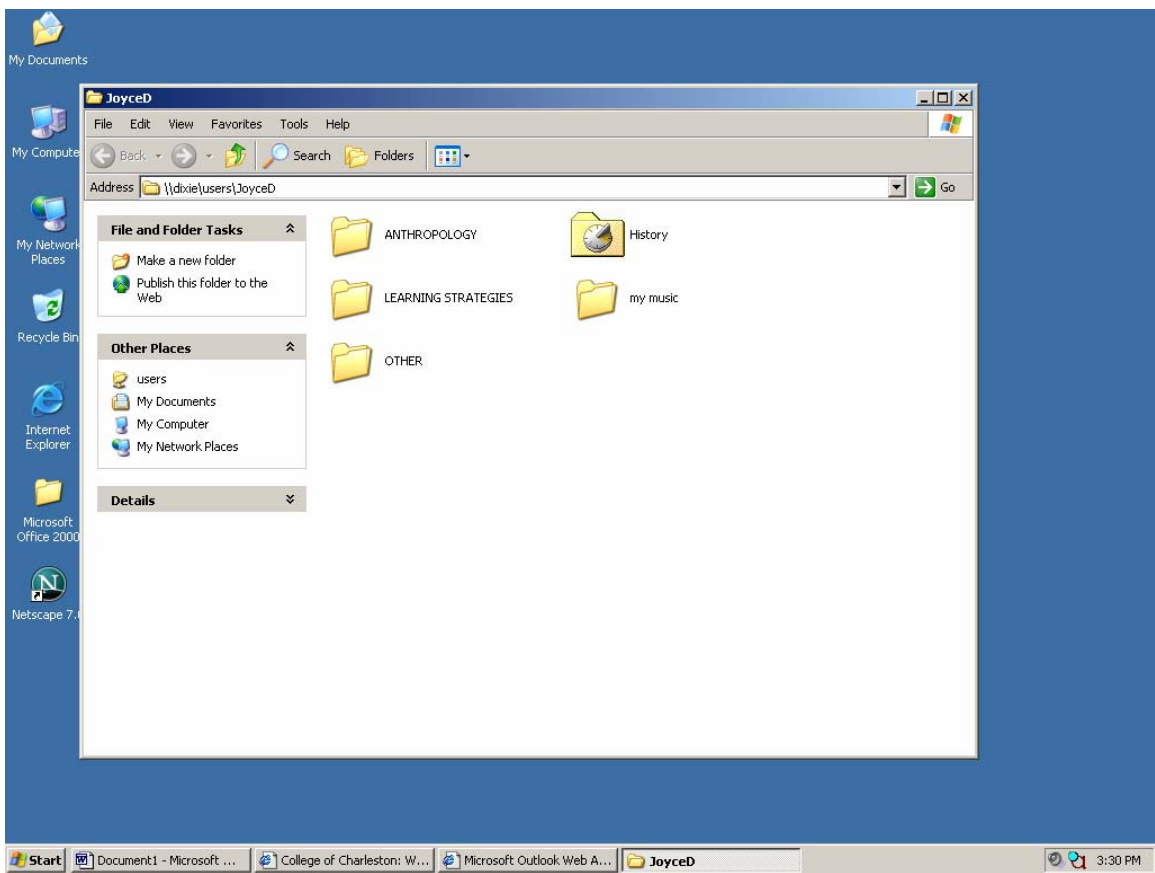 My Documents
My Compute
My Network
Places
Recycle Bin
Internet
Explorer
Microsoft
Office 2000
N
Netscape 7.
JoyceD
File Edit View Favorites Tools Help
Back Search Folders
Address \\dixie\users\JoyceD Go
File and Folder Tasks
Make a new folder
Publish this folder to the
Web
Other Places
users
My Documents
My Computer
My Network Places
Details
ANTHROPOLOGY
History
LEARNING STRATEGIES
my music
OTHER
Start Document1 - Microsoft ... College of Charleston: W... Microsoft Outlook Web A... JoyceD 3:30 PM